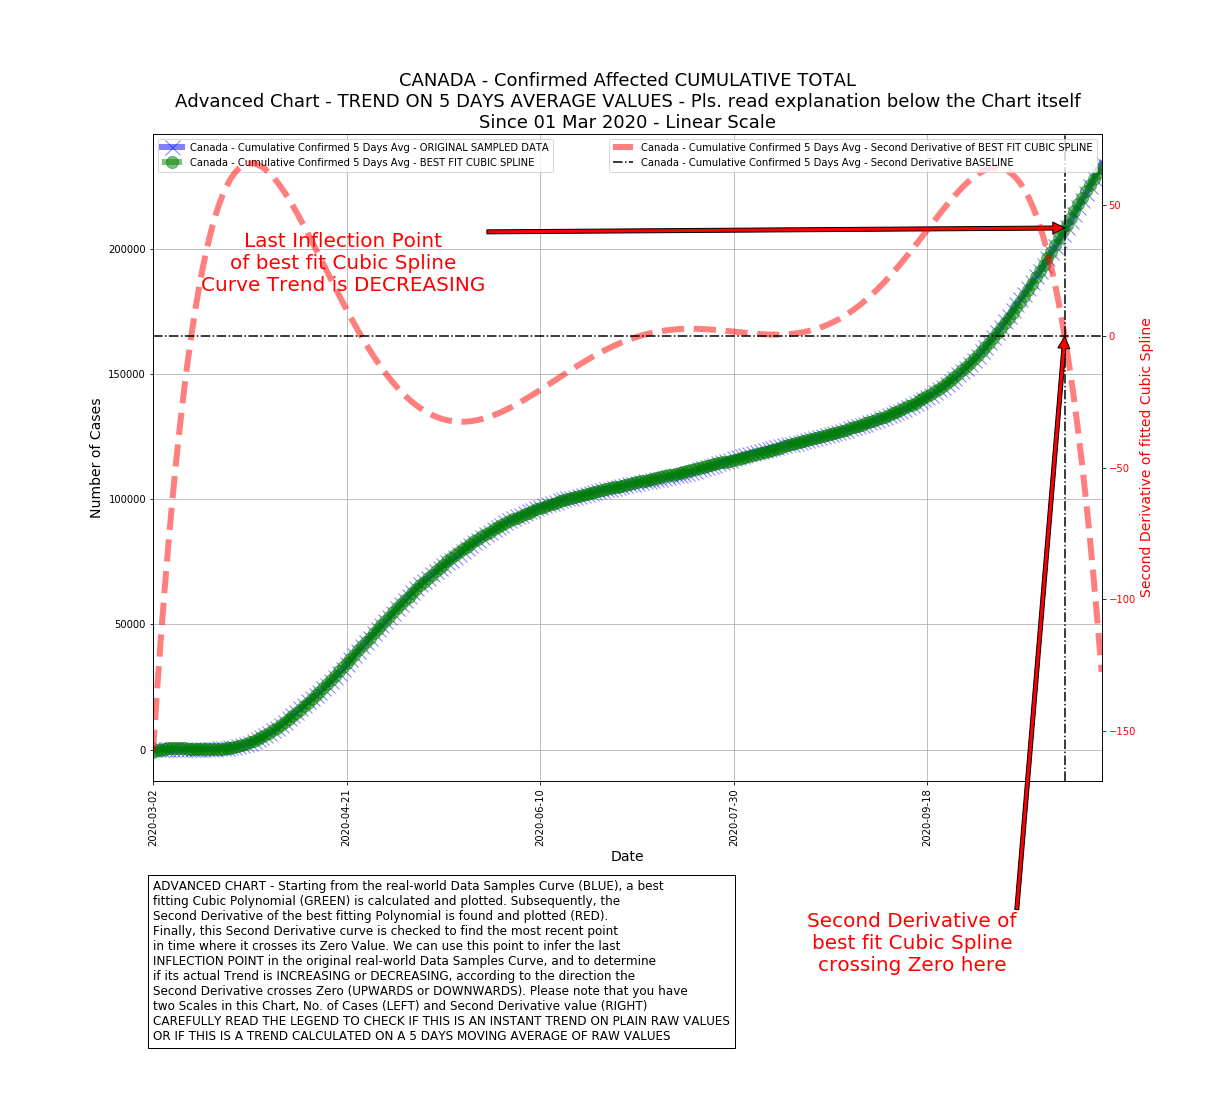 CANADA - Confirmed Affected CUMULATIVE TOTAL
Advanced Chart - TREND ON 5 DAYS AVERAGE VALUES - Pls. read explanation below the Chart itself
Since 01 Mar 2020 - Linear Scale
Canada - Cumulative Confirmed 5 Days Avg - ORIGINAL SAMPLED DATA
Canada - Cumulative Confirmed 5 Days Avg - BEST FIT CUBIC SPLINE
Canada - Cumulative Confirmed 5 Days Avg - Second Derivative of BEST FIT CUBIC SPLINE
Canada - Cumulative Confirmed 5 Days Avg - Second Derivative BASELINE
Last Inflection Point
of best fit Cubic Spline
Curve Trend is DECREASING
Number of Cases
200000
150000
100000
50000
0
50
0
−50
−100
−150
Second Derivative of fitted Cubic Spline
2020-03-02
2020-04-21
2020-06-10
2020-07-30
2020-09-18
Date
ADVANCED CHART - Starting from the real-world Data Samples Curve (BLUE), a best
fitting Cubic Polynomial (GREEN) is calculated and plotted. Subsequently, the
Second Derivative of the best fitting Polynomial is found and plotted (RED).
Finally, this Second Derivative curve is checked to find the most recent point
in time where it crosses its Zero Value. We can use this point to infer the last
INFLECTION POINT in the original real-world Data Samples Curve, and to determine
if its actual Trend is INCREASING or DECREASING, according to the direction the
Second Derivative crosses Zero (UPWARDS or DOWNWARDS). Please note that you have
two Scales in this Chart, No. of Cases (LEFT) and Second Derivative value (RIGHT)
CAREFULLY READ THE LEGEND TO CHECK IF THIS IS AN INSTANT TREND ON PLAIN RAW VALUES
OR IF THIS IS A TREND CALCULATED ON A 5 DAYS MOVING AVERAGE OF RAW VALUES
Second Derivative of
best fit Cubic Spline
crossing Zero here